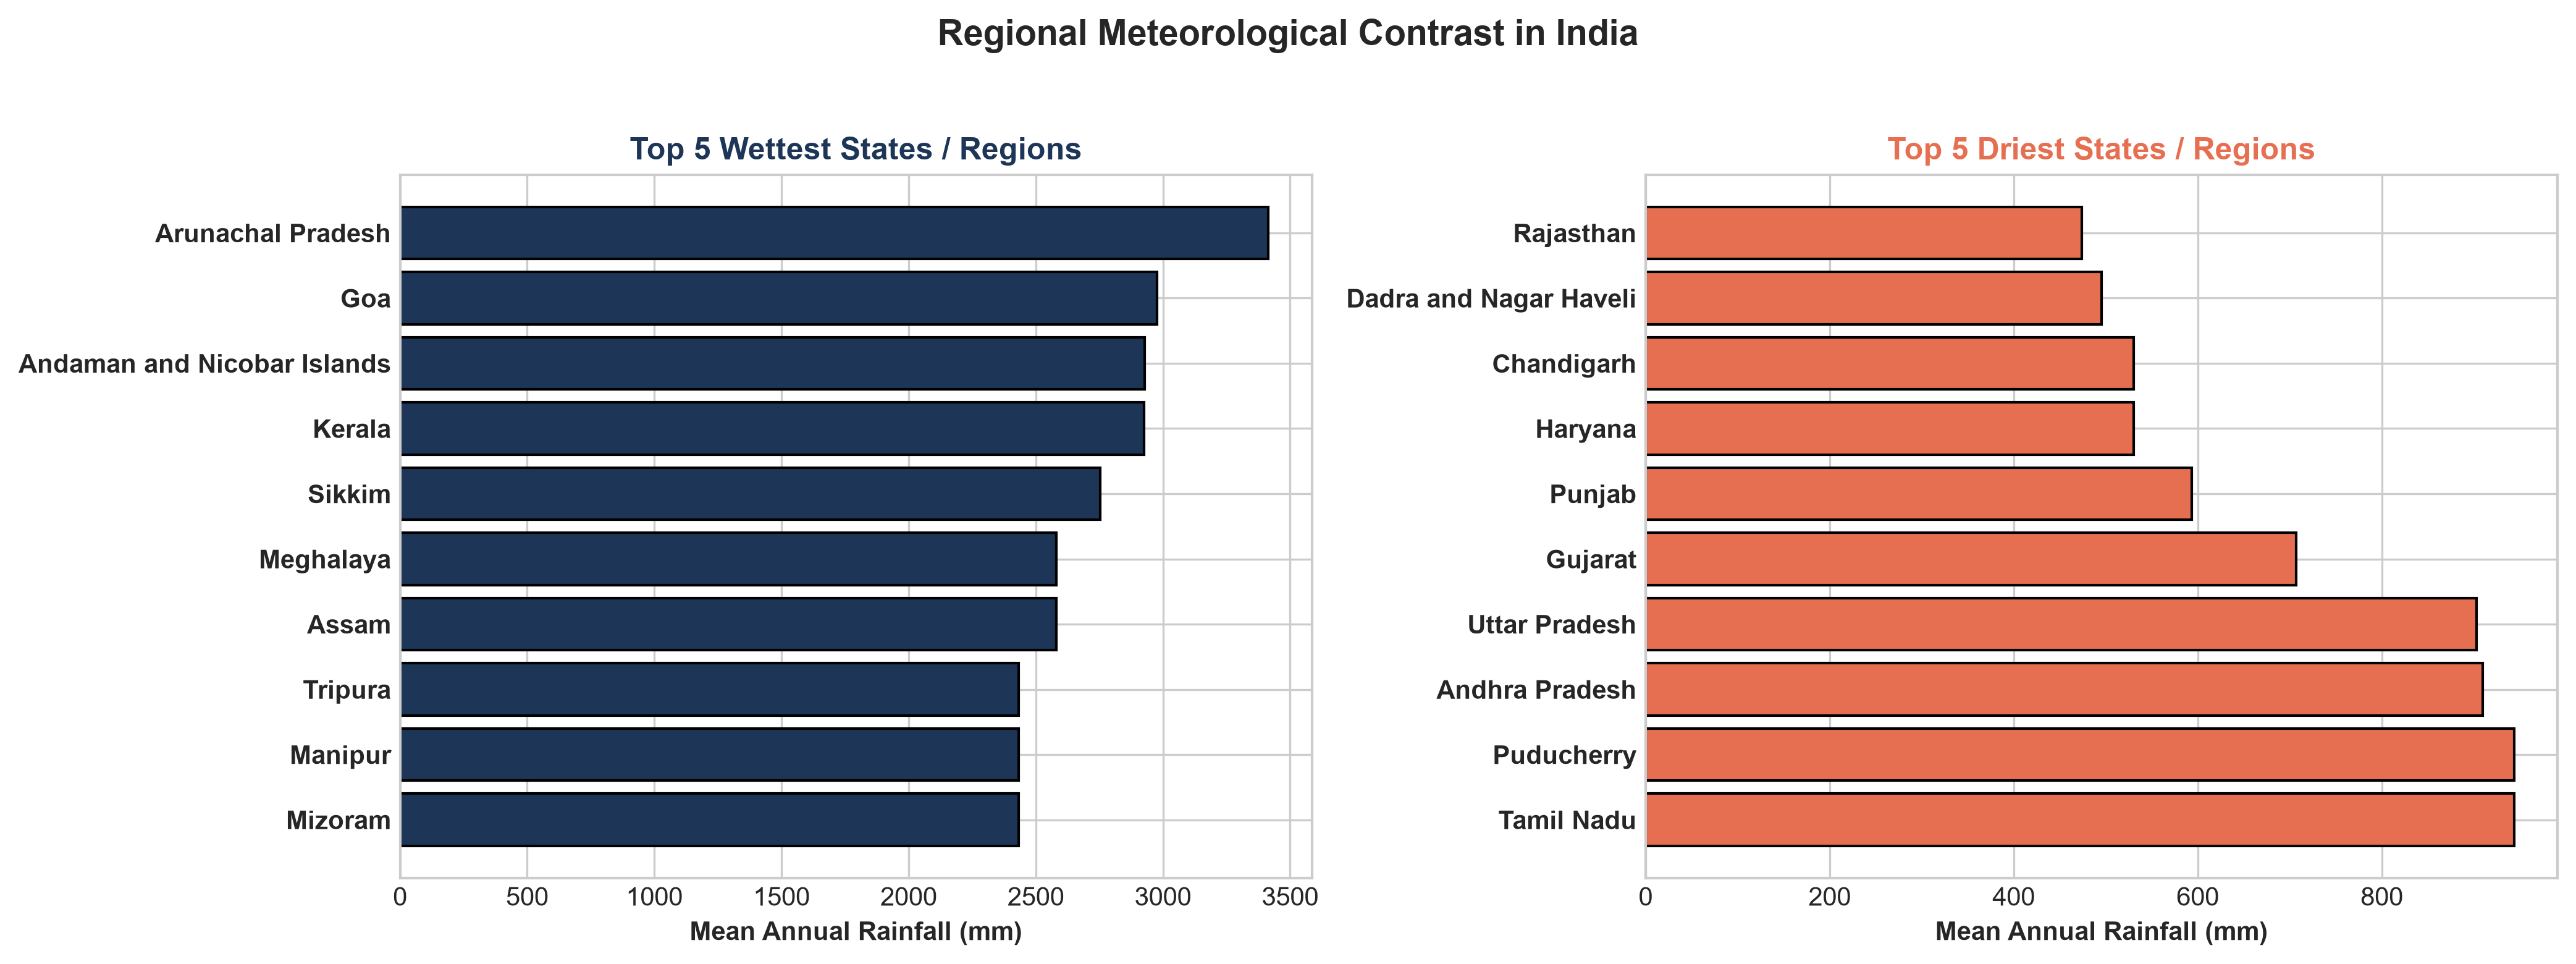 Regional Meteorological Contrast in India
Top 5 Wettest States / Regions
Arunachal Pradesh
Goa
Andaman and Nicobar Islands
Kerala
Sikkim
Meghalaya
Assam
Tripura
Manipur
Mizoram
0 500 1000 1500 2000 2500 3000 3500
Mean Annual Rainfall (mm)
Top 5 Driest States / Regions
Rajasthan
Dadra and Nagar Haveli
Chandigarh
Haryana
Punjab
Gujarat
Uttar Pradesh
Andhra Pradesh
Puducherry
Tamil Nadu
0 200 400 600 800
Mean Annual Rainfall (mm)